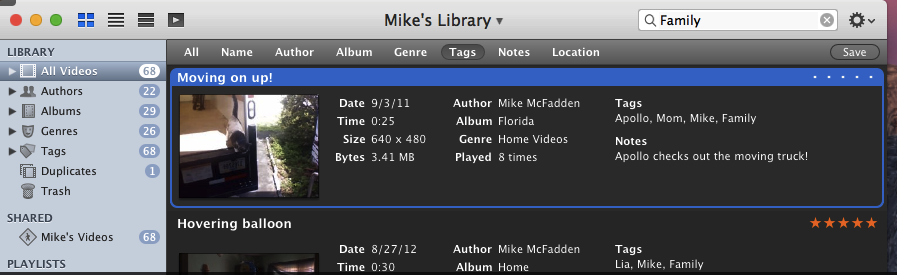 Mike's Library
Family
LIBRARY
All Videos 68
Authors 22
Albums 29
Genres 26
Tags 68
Duplicates 1
Trash
SHARED
Mike's Videos 68
PLAYLISTS
All Name Author Album Genre Tags Notes Location Save
Moving on up!
Date 9/3/11 Author Mike McFadden Tags
Time 0:25 Album Florida Apollo, Mom, Mike, Family
Size 640 x 480 Genre Home Videos Notes
Bytes 3.41 MB Played 8 times Apollo checks out the moving truck!
Hovering balloon
Date 8/27/12 Author Mike McFadden Tags
Time 0:30 Album Home Lia, Mike, Family